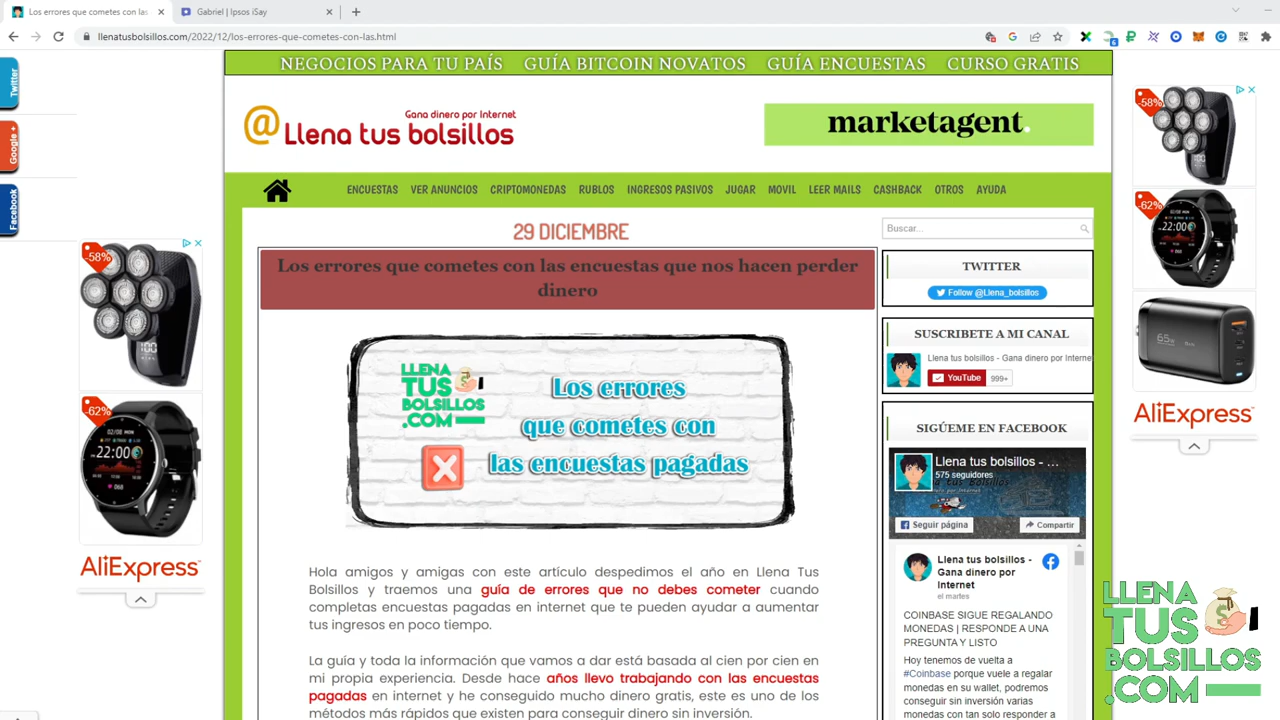 Los errores que cometes con las
Gabriel | Ipsos iSay
llenatusbolsillos.com/2022/12/los-errores-que-cometes-con-las.html
6
Twitter
Google +
Facebook
NEGOCIOS PARA TU PAÍS GUÍA BITCOIN NOVATOS GUÍA ENCUESTAS CURSO GRATIS
@ Gana dinero por Internet
Llena tus bolsillos
marketagent.
ENCUESTAS VER ANUNCIOS CRIPTOMONEDAS RUBLOS INGRESOS PASIVOS JUGAR MOVIL LEER MAILS CASHBACK OTROS AYUDA
29 DICIEMBRE
Los errores que cometes con las encuestas que nos hacen perder
dinero
LLENA
TUS
BOLSILLOS
.COM
Los errores
que cometes con
las encuestas pagadas
Hola amigos y amigas con este artículo despedimos el año en Llena Tus
Bolsillos y traemos una guía de errores que no debes cometer cuando
completas encuestas pagadas en internet que te pueden ayudar a aumentar
tus ingresos en poco tiempo.
La guía y toda la información que vamos a dar está basada al cien por cien en
mi propia experiencia. Desde hace años llevo trabajando con las encuestas
pagadas en internet y he conseguido mucho dinero gratis, este es uno de los
métodos más rápidos que existen para conseguir dinero sin inversión.
Buscar...
TWITTER
Follow @Llena_bolsillos
SUSCRIBETE A MI CANAL
Llena tus bolsillos - Gana dinero por Interne
YouTube 999+
SIGÚEME EN FACEBOOK
Llena tus bolsillos - ...
575 seguidores
Seguir página
Compartir
Llena tus bolsillos -
Gana dinero por
Internet
el martes
COINBASE SIGUE REGALANDO
MONEDAS | RESPONDE A UNA
PREGUNTA Y LISTO
Hoy tenemos de vuelta a
#Coinbase porque vuelve a regalar
monedas en su wallet, podremos
conseguir sin inversión varias
monedas con tan solo responder a
-58%
100
-62%
22:00
AliExpress
-58%
100
-62%
22:00
65w
AliExpress
LLENA
TUS
BOLSILLOS
.COM